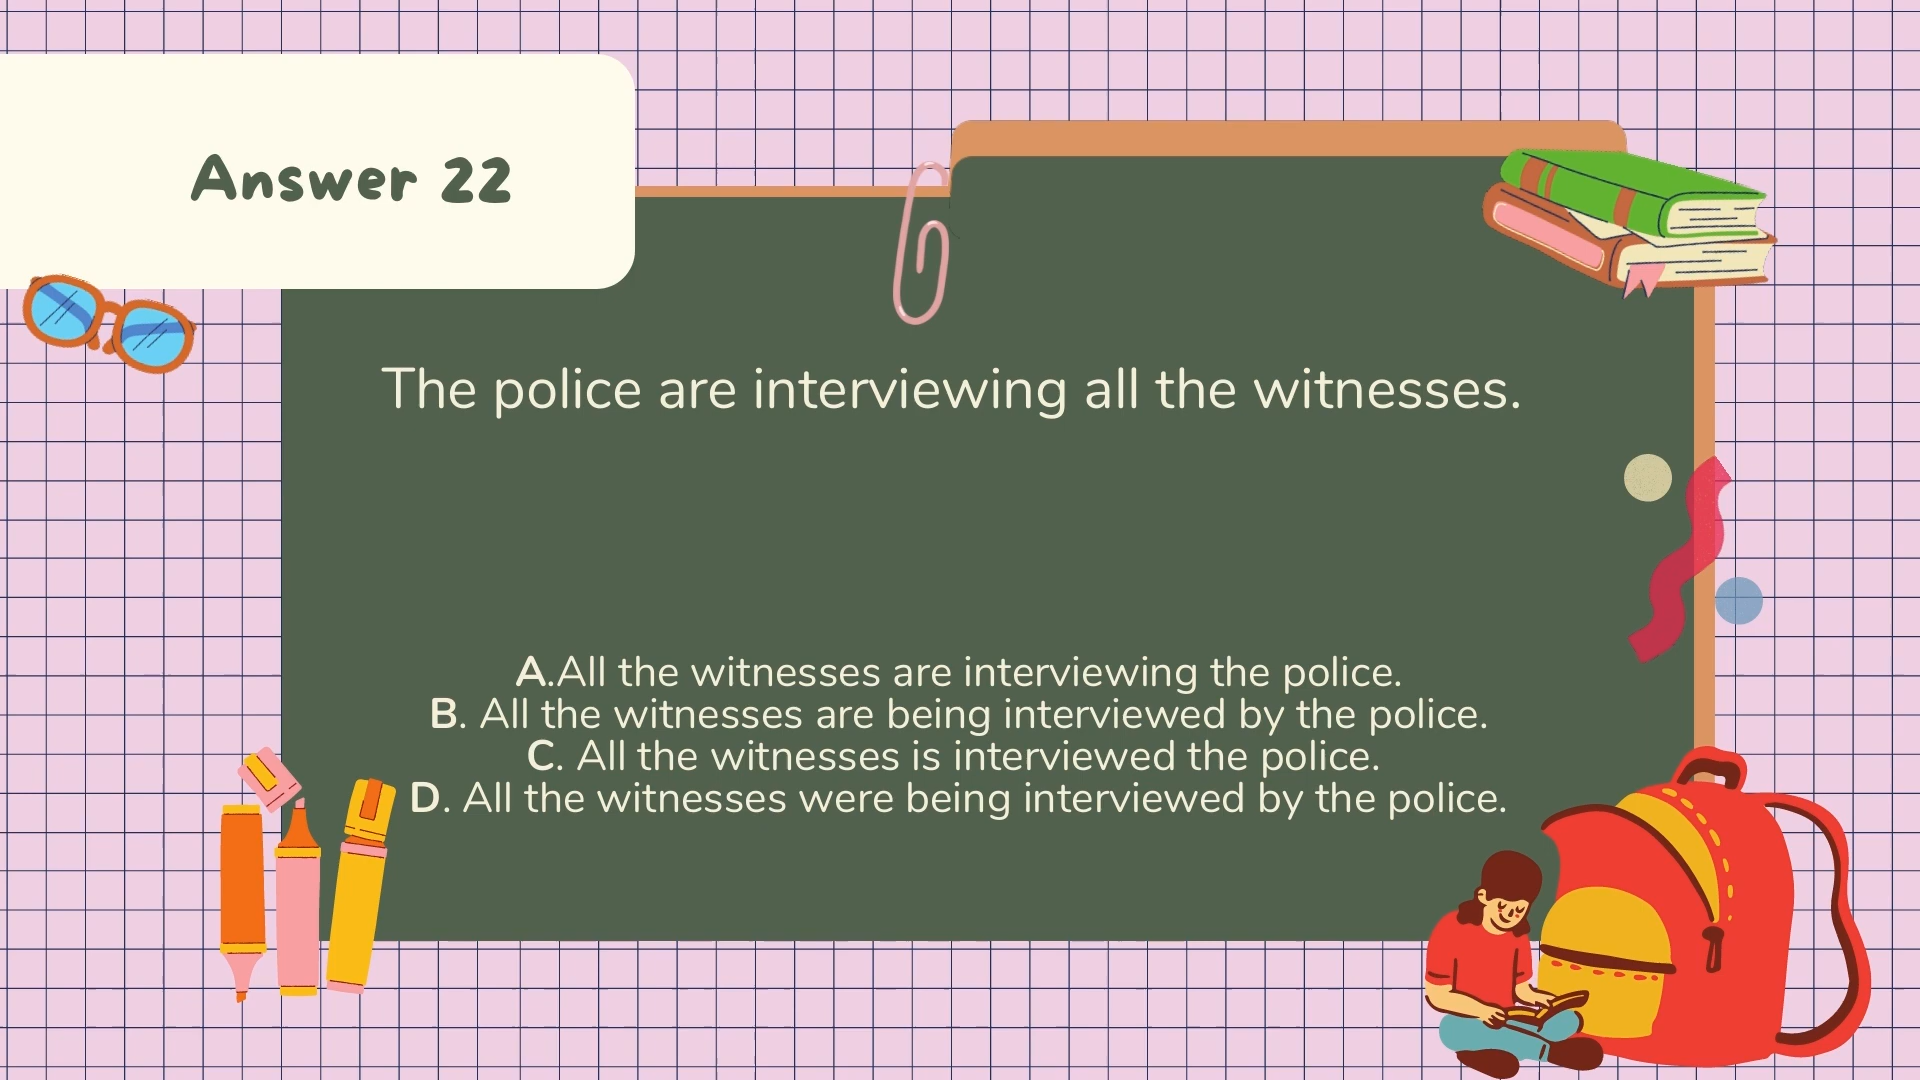 Answer 22
The police are interviewing all the witnesses.
A.All the witnesses are interviewing the police.
B. All the witnesses are being interviewed by the police.
C. All the witnesses is interviewed the police.
D. All the witnesses were being interviewed by the police.